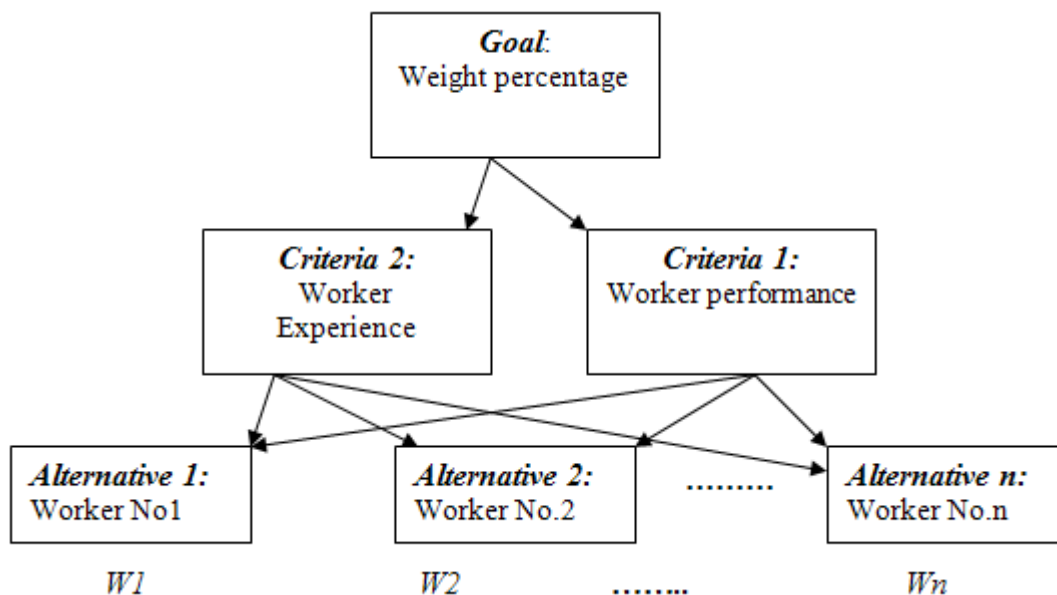 Goal:
Weight percentage
Criteria 2:
Worker
Experience
Criteria 1:
Worker performance
Alternative 1:
Worker No1
Alternative 2:
Worker No.2
.........
Alternative n:
Worker No.n
W1
W2
........
Wn